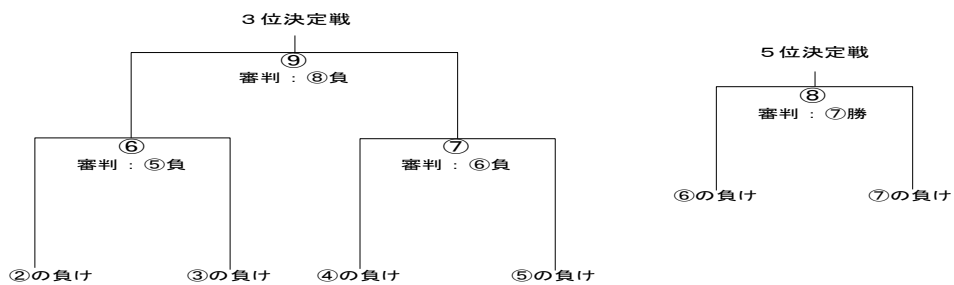 3位決定戦
⑨
審判：⑧負
⑥
審判：⑤負
⑦
審判：⑥負
②の負け
③の負け
④の負け
⑤の負け
5位決定戦
⑧
審判：⑦勝
⑥の負け
⑦の負け